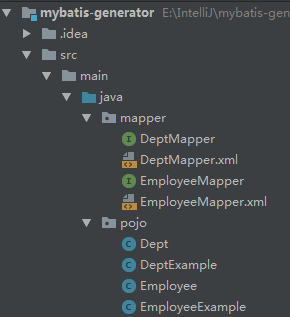 mybatis-generator E:\IntelliJ\mybatis-gen
.idea
src
main
java
mapper
DeptMapper
DeptMapper.xml
EmployeeMapper
EmployeeMapper.xml
pojo
Dept
DeptExample
Employee
EmployeeExample